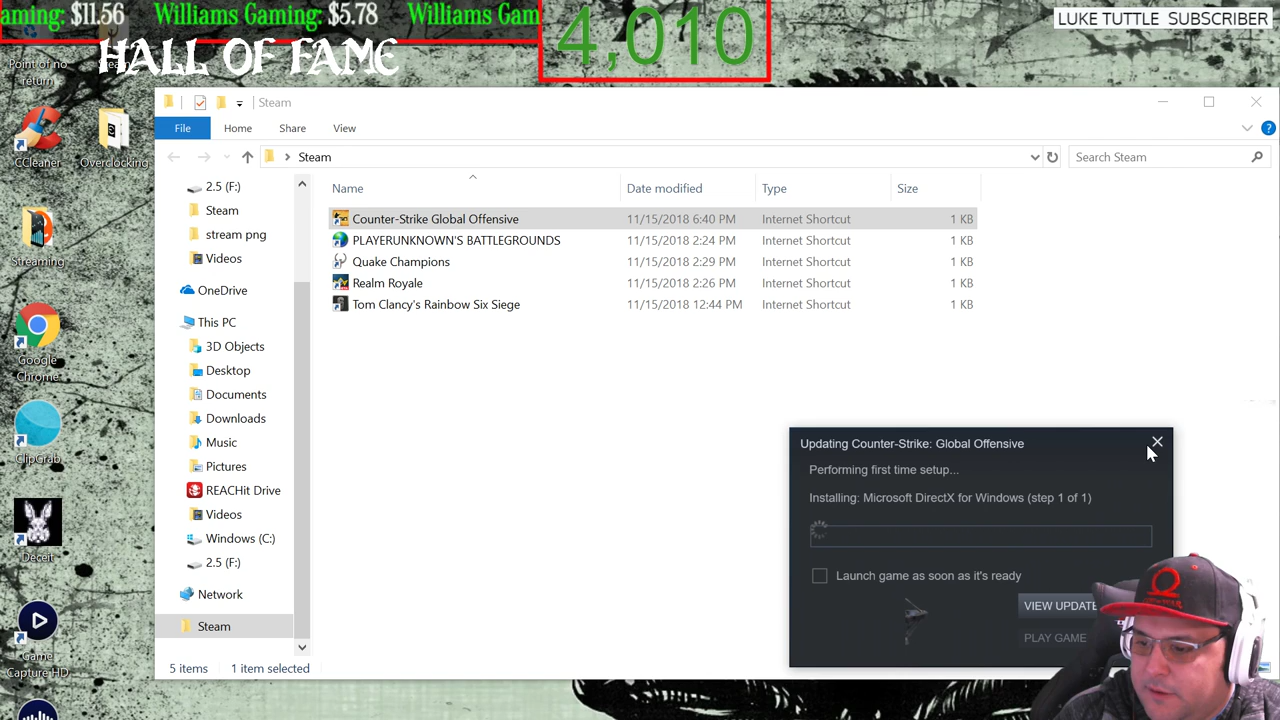 aming: $11.56 Williams Gaming: $5.78 Williams Gam
4,010
LUKE TUTTLE SUBSCRIBER
HALL OF FAME
Point of no
return
Steam
File Home Share View
Steam
Search Steam
CCleaner
Overclocking
Streaming
Google
Chrome
ClipGrab
Deceit
Game
Capture HD
2.5 (F:)
Steam
stream png
Videos
OneDrive
This PC
3D Objects
Desktop
Documents
Downloads
Music
Pictures
REACHit Drive
Videos
Windows (C:)
2.5 (F:)
Network
Steam
Name Date modified Type Size
Counter-Strike Global Offensive 11/15/2018 6:40 PM Internet Shortcut 1 KB
PLAYERUNKNOWN'S BATTLEGROUNDS 11/15/2018 2:24 PM Internet Shortcut 1 KB
Quake Champions 11/15/2018 2:29 PM Internet Shortcut 1 KB
Realm Royale 11/15/2018 2:26 PM Internet Shortcut 1 KB
Tom Clancy's Rainbow Six Siege 11/15/2018 12:44 PM Internet Shortcut 1 KB
Updating Counter-Strike: Global Offensive
Performing first time setup...
Installing: Microsoft DirectX for Windows (step 1 of 1)
Launch game as soon as it's ready
VIEW UPDATE
PLAY GAME
5 items 1 item selected